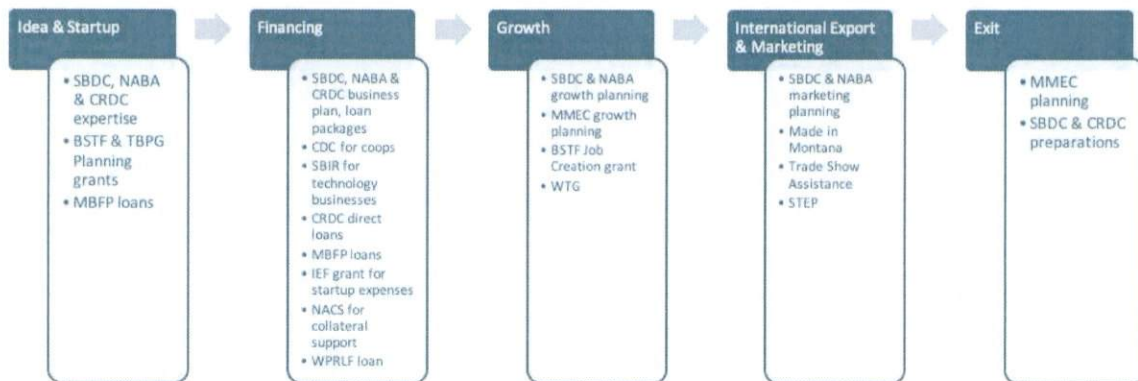 Idea & Startup
• SBDC, NABA
& CRDC
expertise
• BSTF & TBPG
Planning
grants
• MBFP loans
Financing
• SBDC, NABA &
CRDC business
plan, loan
packages
• CDC for coops
• SBIR for
technology
businesses
• CRDC direct
loans
• MBFP loans
• IEF grant for
startup expenses
• NACS for
collateral
support
• WPRLF loan
Growth
• SBDC & NABA
growth planning
• MMEC growth
planning
• BSTF Job
Creation grant
• WTG
International Export
& Marketing
• SBDC & NABA
marketing
planning
• Made in
Montana
• Trade Show
Assistance
• STEP
Exit
• MMEC
planning
• SBDC & CRDC
preparations